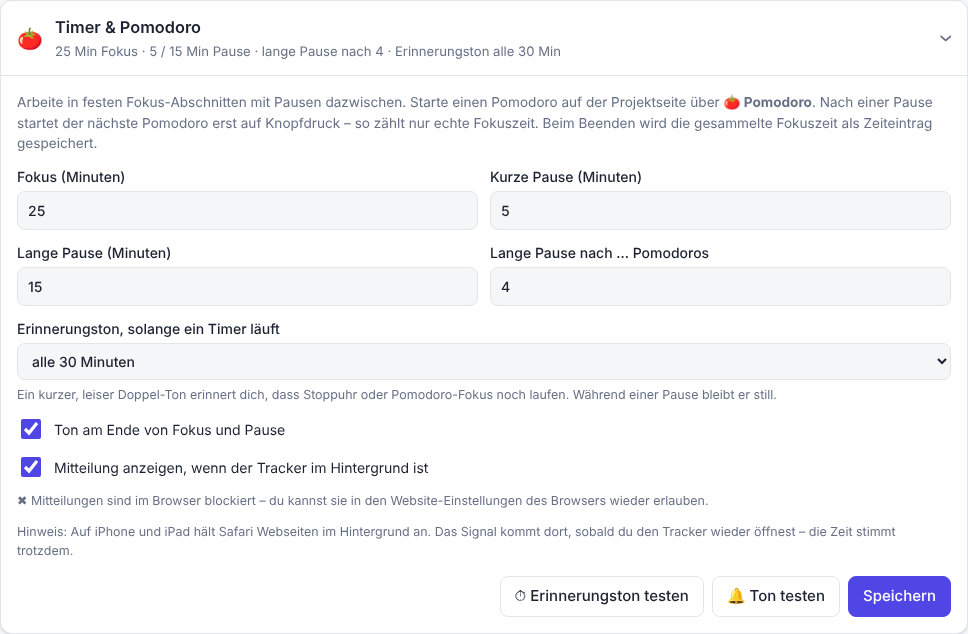 Timer & Pomodoro
25 Min Fokus · 5 / 15 Min Pause · lange Pause nach 4 · Erinnerungston alle 30 Min
Arbeite in festen Fokus-Abschnitten mit Pausen dazwischen. Starte einen Pomodoro auf der Projektseite über 🍅 Pomodoro. Nach einer Pause
startet der nächste Pomodoro erst auf Knopfdruck – so zählt nur echte Fokuszeit. Beim Beenden wird die gesammelte Fokuszeit als Zeiteintrag
gespeichert.
Fokus (Minuten)
25
Kurze Pause (Minuten)
5
Lange Pause (Minuten)
15
Lange Pause nach … Pomodoros
4
Erinnerungston, solange ein Timer läuft
alle 30 Minuten
Ein kurzer, leiser Doppel-Ton erinnert dich, dass Stoppuhr oder Pomodoro-Fokus noch laufen. Während einer Pause bleibt er still.
Ton am Ende von Fokus und Pause
Mitteilung anzeigen, wenn der Tracker im Hintergrund ist
✖ Mitteilungen sind im Browser blockiert – du kannst sie in den Website-Einstellungen des Browsers wieder erlauben.
Hinweis: Auf iPhone und iPad hält Safari Webseiten im Hintergrund an. Das Signal kommt dort, sobald du den Tracker wieder öffnest – die Zeit stimmt
trotzdem.
⏱ Erinnerungston testen
🔔 Ton testen
Speichern